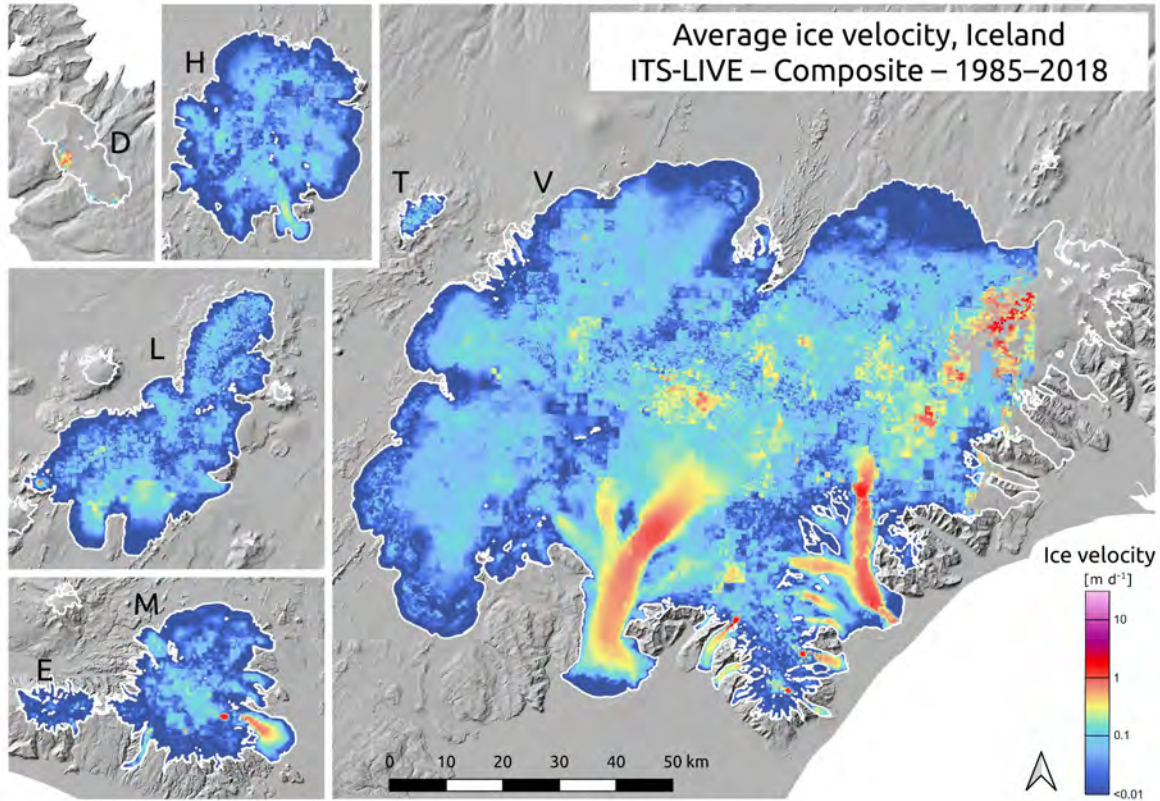 Average ice velocity, Iceland
ITS-LIVE – Composite – 1985–2018
H
D
T
V
L
M
E
Ice velocity
[m d⁻¹]
10
1
0.1
<0.01
0 10 20 30 40 50 km